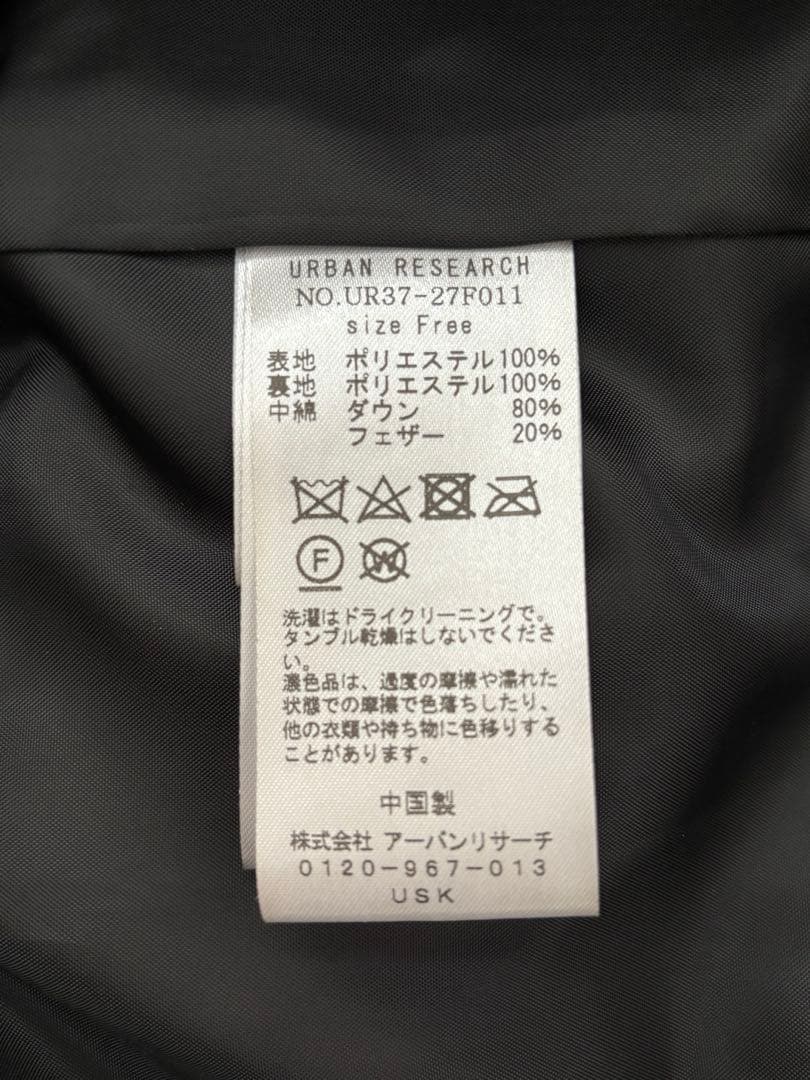 URBAN RESEARCH
NO.UR37-27F011
size Free
表地 ポリエステル100%
裏地 ポリエステル100%
中綿 ダウン 80%
フェザー 20%
F
W
洗濯はドライクリーニングで。
タンブル乾燥はしないでくださ
い。
濃色品は、過度の摩擦や濡れた
状態での摩擦で色落ちしたり、
他の衣類や持ち物に色移りする
ことがあります。
中国製
株式会社 アーバンリサーチ
0120-967-013
USK